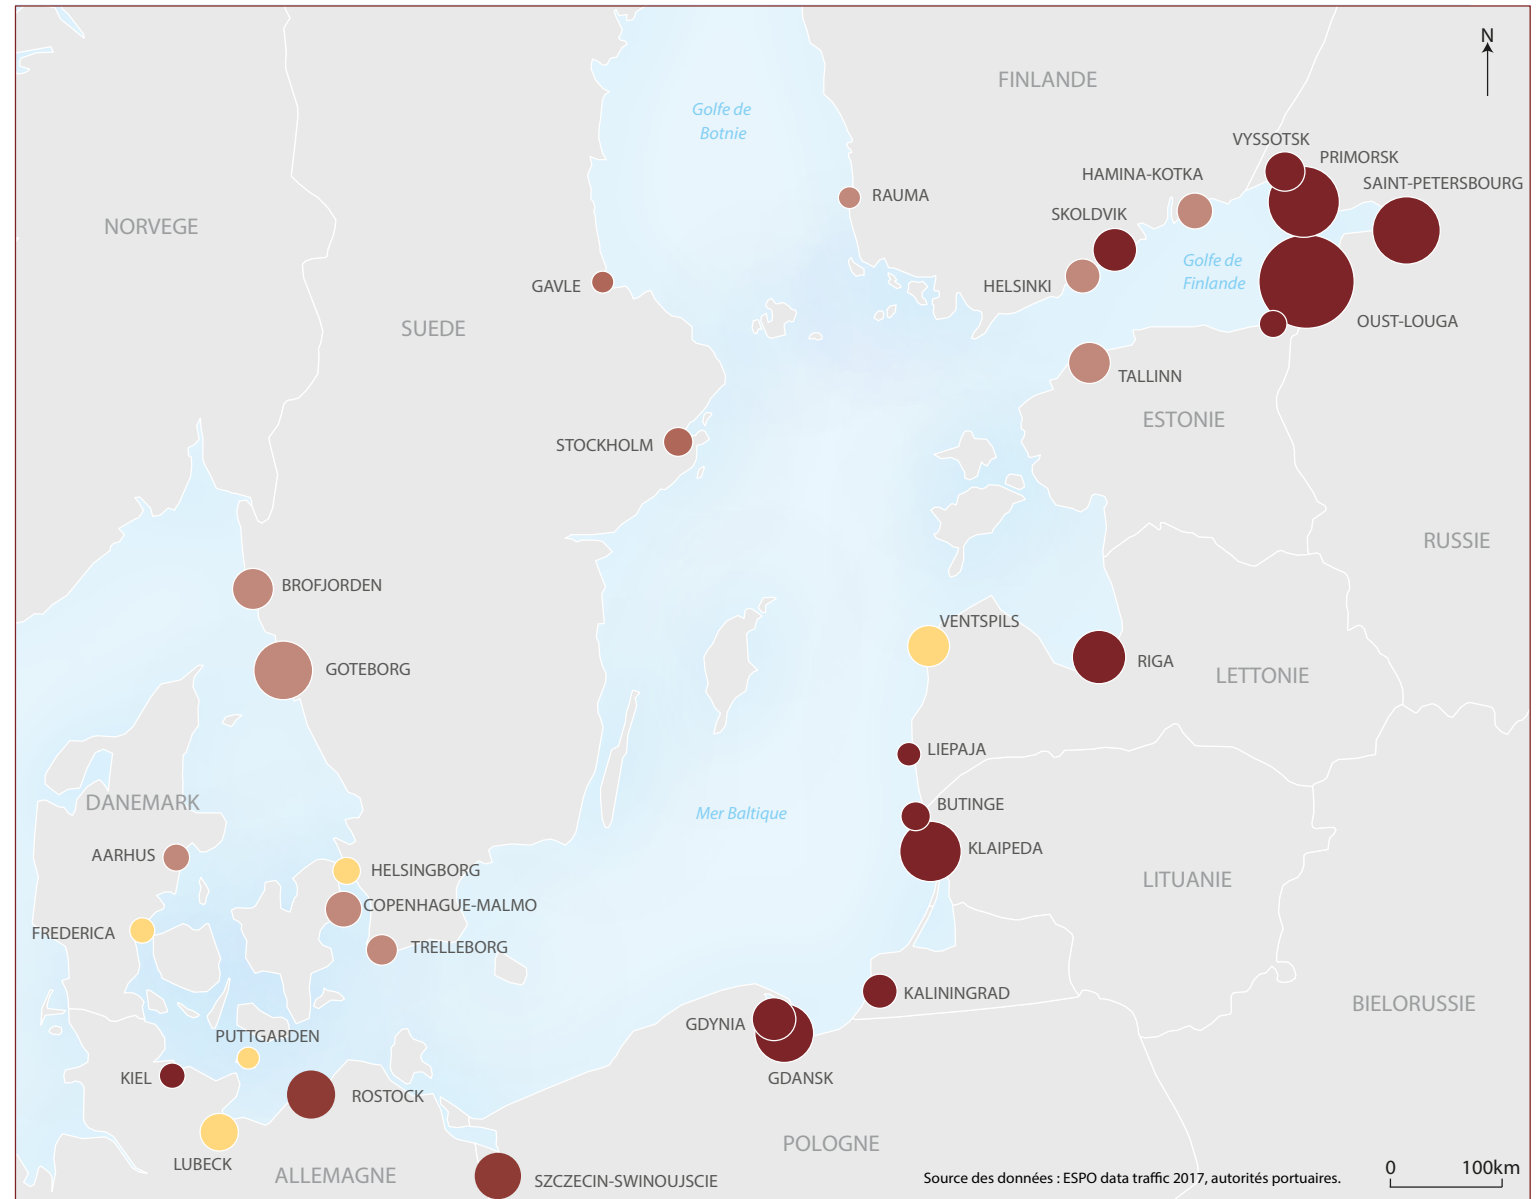 N
FINLANDE
Golfe de
Botnie
VYSSOTSK
PRIMORSK
HAMINA-KOTKA
SAINT-PETERSBOURG
RAUMA
SKOLDVIK
NORVEGE
Golfe de
Finlande
GAVLE
HELSINKI
SUEDE
OUST-LOUGA
TALLINN
ESTONIE
STOCKHOLM
RUSSIE
BROFJORDEN
VENTSPILS
GOTEBORG
RIGA
LETTONIE
LIEPAJA
DANEMARK
BUTINGE
Mer Baltique
KLAIPEDA
AARHUS
HELSINGBORG
LITUANIE
COPENHAGUE-MALMO
FREDERICA
TRELLEBORG
KALININGRAD
BIELORUSSIE
GDYNIA
PUTTGARDEN
KIEL
GDANSK
ROSTOCK
POLOGNE
LUBECK
ALLEMAGNE
SZCZECIN-SWINOUJSCIE
Source des données : ESPO data traffic 2017, autorités portuaires.
0 100km